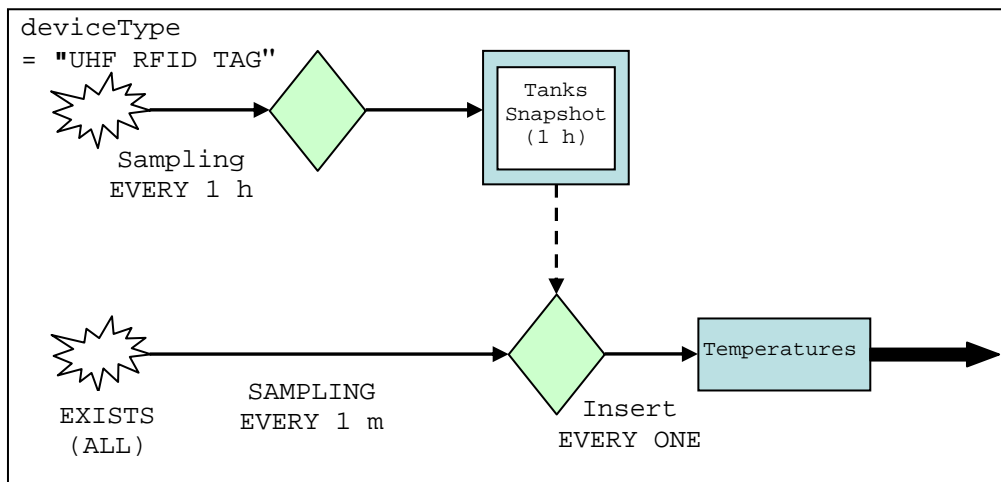 deviceType
= "UHF RFID TAG"
Tanks
Snapshot
(1 h)
Sampling
EVERY 1 h
Temperatures
SAMPLING
EVERY 1 m
EXISTS
(ALL)
Insert
EVERY ONE